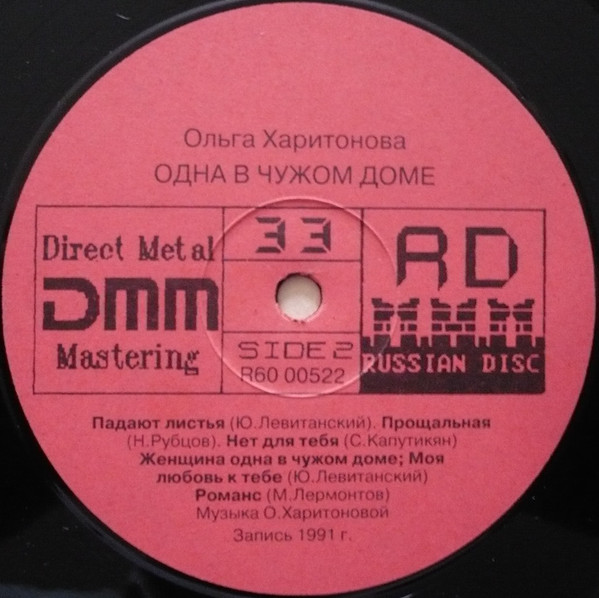 Ольга Харитонова
ОДНА В ЧУЖОМ ДОМЕ
Direct Metal
DMM
Mastering
33
SIDE 2
R60 00522
RD
RUSSIAN DISC
Падают листья (Ю.Левитанский). Прощальная
(Н.Рубцов). Нет для тебя (С.Капутикян)
Женщина одна в чужом доме; Моя
любовь к тебе (Ю.Левитанский)
Романс (М.Лермонтов)
Музыка О.Харитоновой
Запись 1991 г.